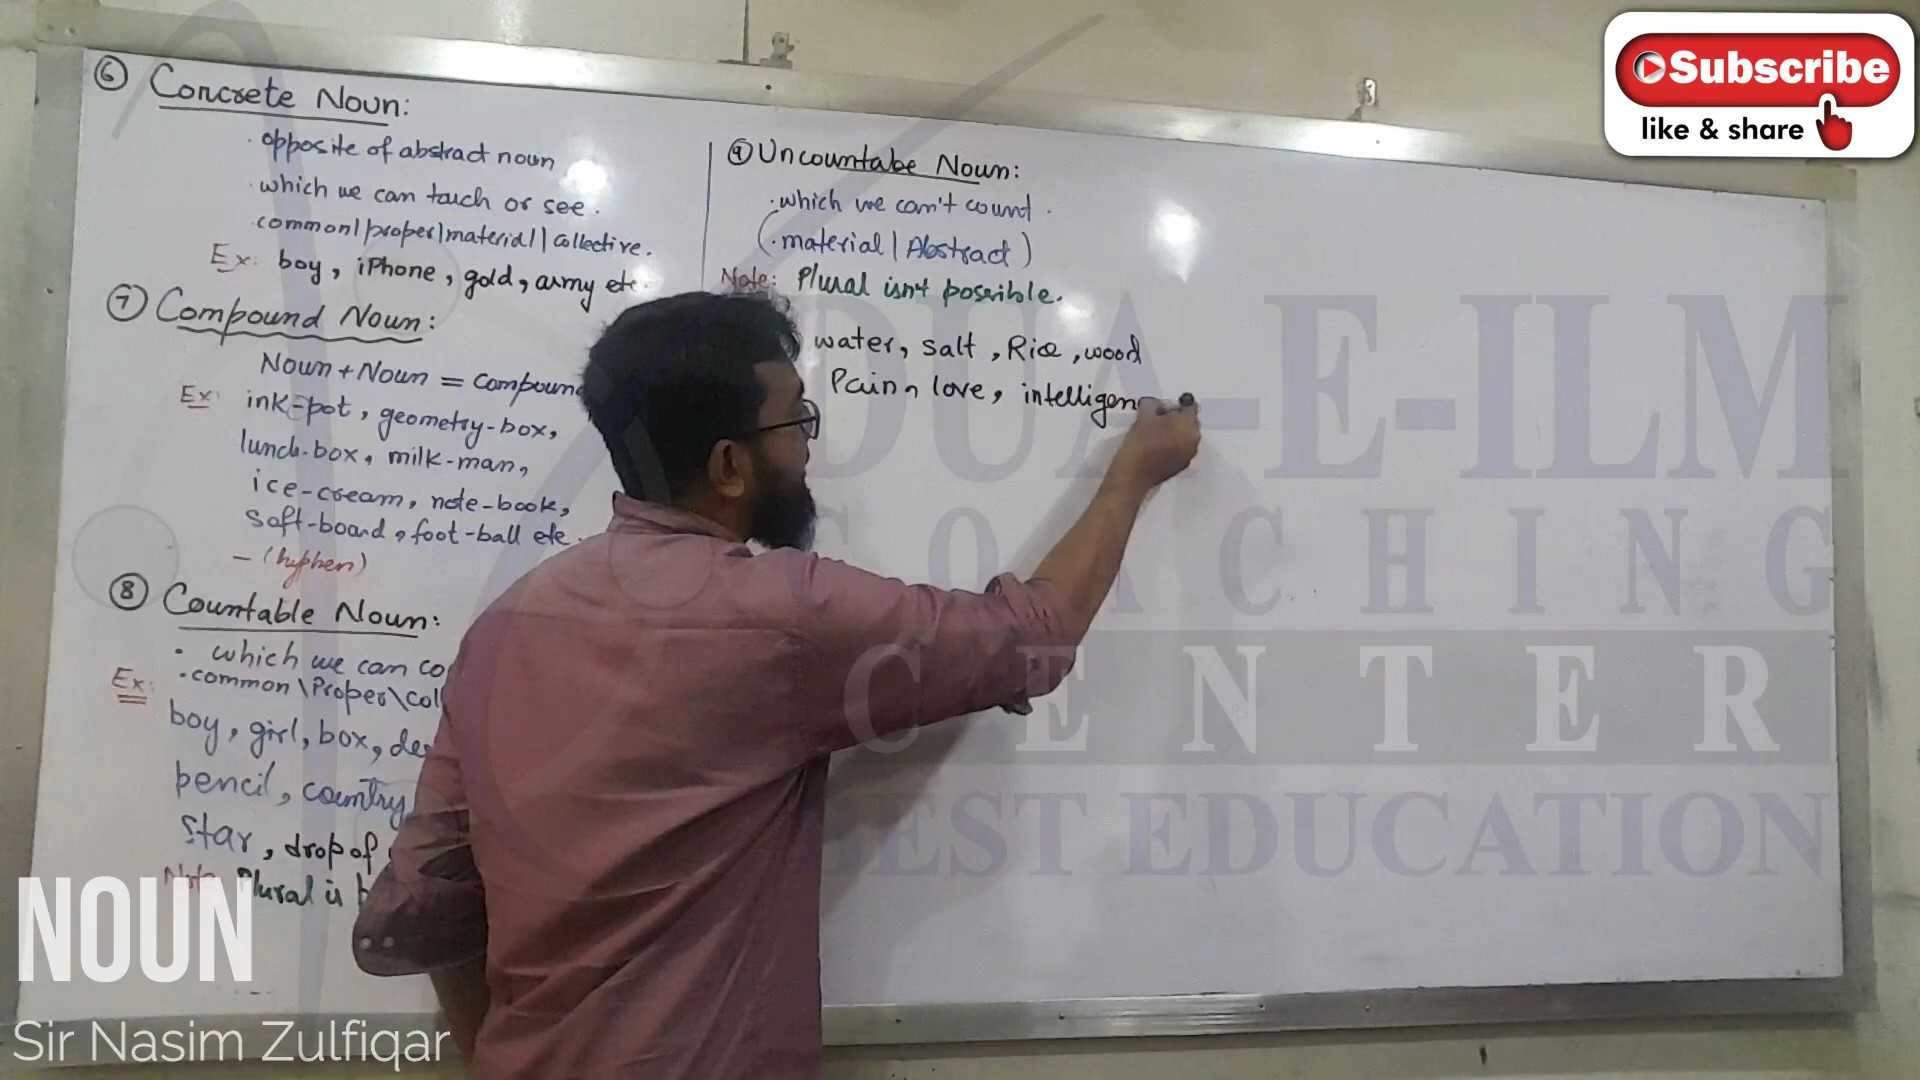 ⑥ Concrete Noun:
· opposite of abstract noun
· which we can touch or see.
· common/proper/material/collective.
Ex: boy, iPhone, gold, army etc.
⑦ Compound Noun:
Noun + Noun = Compound
Ex: ink-pot, geometry-box,
lunch-box, milk-man,
ice-cream, note-book,
Soft-board, foot-ball etc.
- (hyphen)
⑧ Countable Noun:
· which we can
· common \ Proper \
Ex:
boy, girl, box,
pencil, country
star, drop of
Note: Plural is
⑨ Uncountabe Noun:
· which we can't count.
(· material / Abstract)
Note: Plural isn't possible.
water, salt, Rice, wood
Pain, love, intelligen
Subscribe
like & share
DUA-E-ILM
COACHING
CENTER
BEST EDUCATION
NOUN
Sir Nasim Zulfiqar